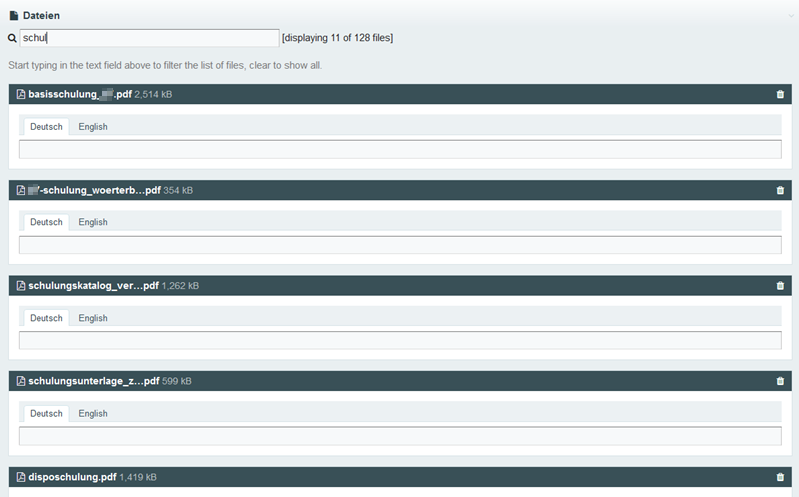 Dateien
schul [displaying 11 of 128 files]
Start typing in the text field above to filter the list of files, clear to show all.
basisschulung_ .pdf 2,514 kB
Deutsch English
-schulung_woerterb...pdf 354 kB
Deutsch English
schulungskatalog_ver...pdf 1,262 kB
Deutsch English
schulungsunterlage_z...pdf 599 kB
Deutsch English
disposchulung.pdf 1,419 kB